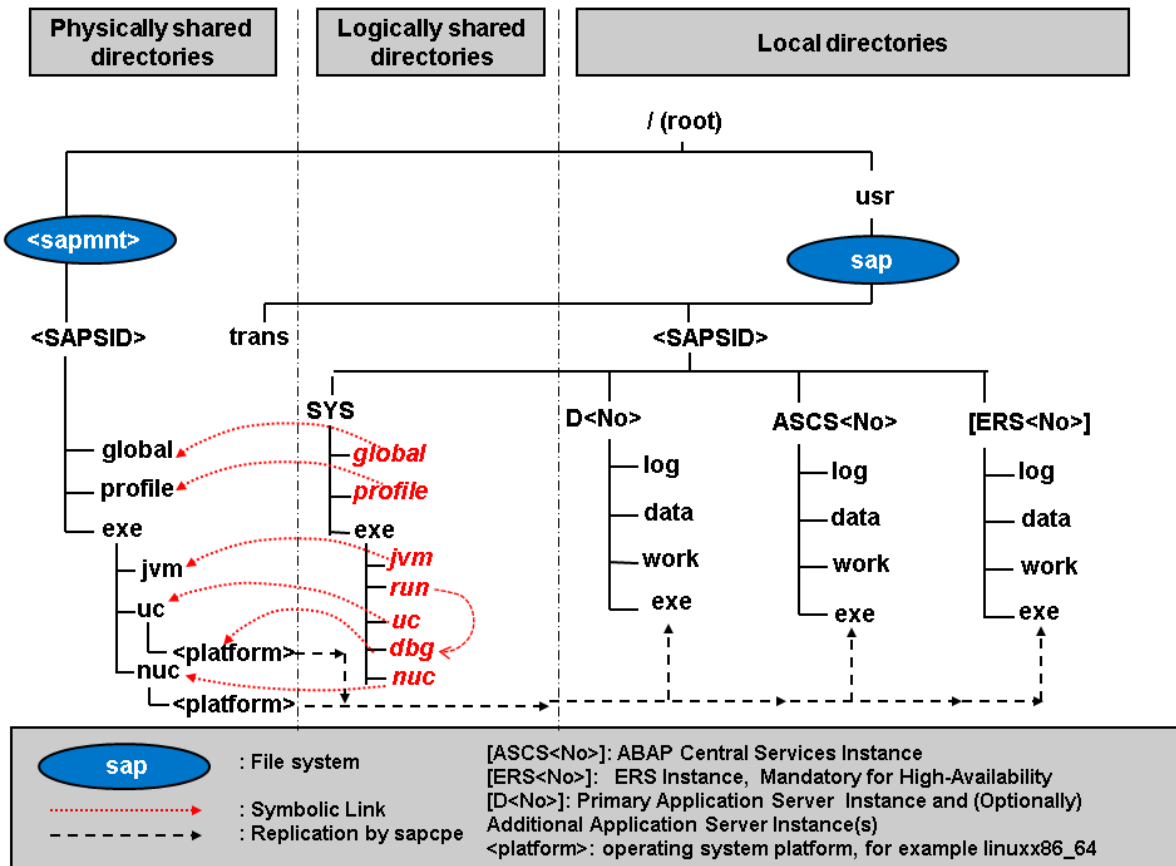 Physically shared
directories
Logically shared
directories
Local directories
/ (root)
usr
<sapmnt>
sap
<SAPSID>
trans
<SAPSID>
SYS
D<No>
ASCS<No>
[ERS<No>]
global
profile
exe
jvm
uc
<platform>
nuc
<platform>
global
profile
exe
jvm
run
uc
dbg
nuc
log
data
work
exe
log
data
work
exe
log
data
work
exe
sap
: File system
: Symbolic Link
: Replication by sapcpe
[ASCS<No>]: ABAP Central Services Instance
[ERS<No>]: ERS Instance, Mandatory for High-Availability
[D<No>]: Primary Application Server Instance and (Optionally)
Additional Application Server Instance(s)
<platform>: operating system platform, for example linuxx86_64